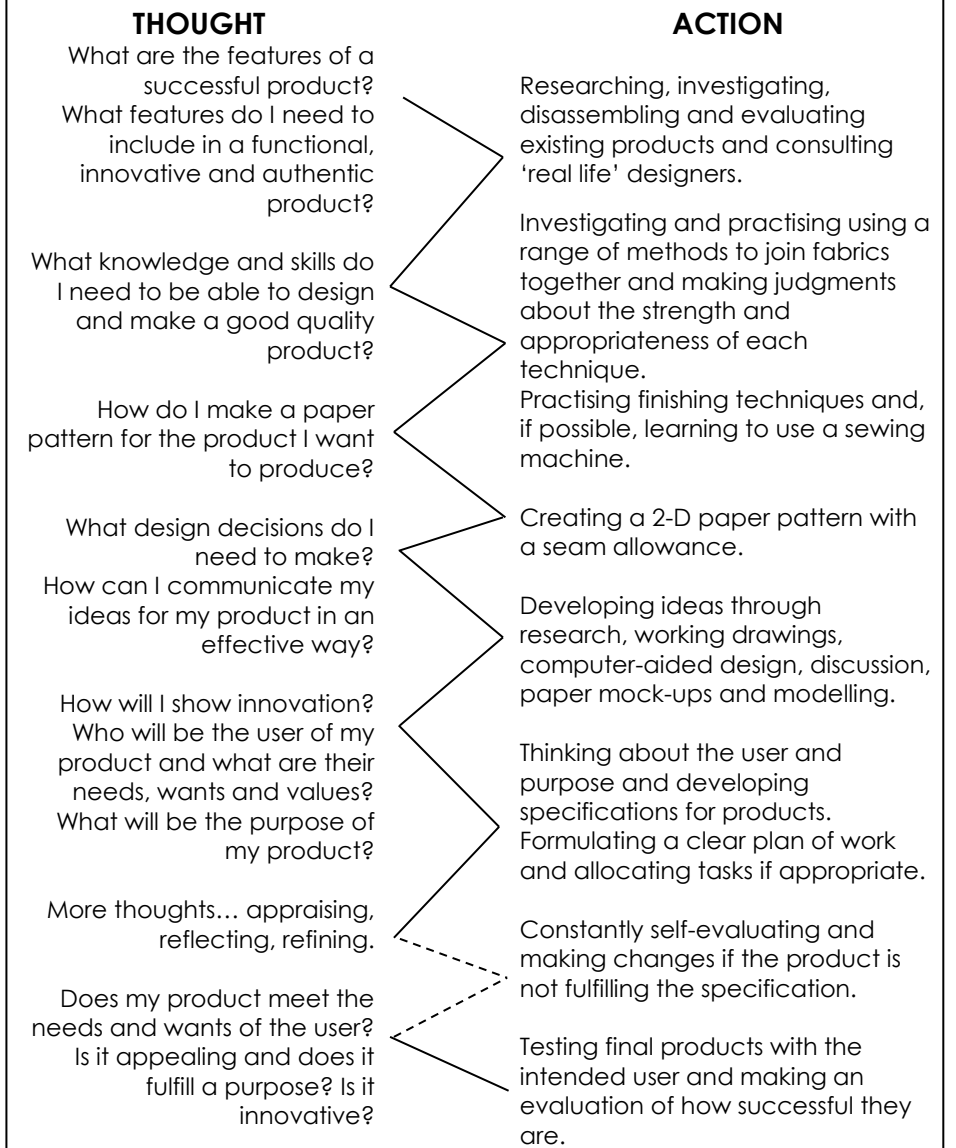 THOUGHT
What are the features of a
successful product?
What features do I need to
include in a functional,
innovative and authentic
product?
What knowledge and skills do
I need to be able to design
and make a good quality
product?
How do I make a paper
pattern for the product I want
to produce?
What design decisions do I
need to make?
How can I communicate my
ideas for my product in an
effective way?
How will I show innovation?
Who will be the user of my
product and what are their
needs, wants and values?
What will be the purpose of
my product?
More thoughts… appraising,
reflecting, refining.
Does my product meet the
needs and wants of the user?
Is it appealing and does it
fulfill a purpose? Is it
innovative?
ACTION
Researching, investigating,
disassembling and evaluating
existing products and consulting
‘real life’ designers.
Investigating and practising using a
range of methods to join fabrics
together and making judgments
about the strength and
appropriateness of each
technique.
Practising finishing techniques and,
if possible, learning to use a sewing
machine.
Creating a 2-D paper pattern with
a seam allowance.
Developing ideas through
research, working drawings,
computer-aided design, discussion,
paper mock-ups and modelling.
Thinking about the user and
purpose and developing
specifications for products.
Formulating a clear plan of work
and allocating tasks if appropriate.
Constantly self-evaluating and
making changes if the product is
not fulfilling the specification.
Testing final products with the
intended user and making an
evaluation of how successful they
are.